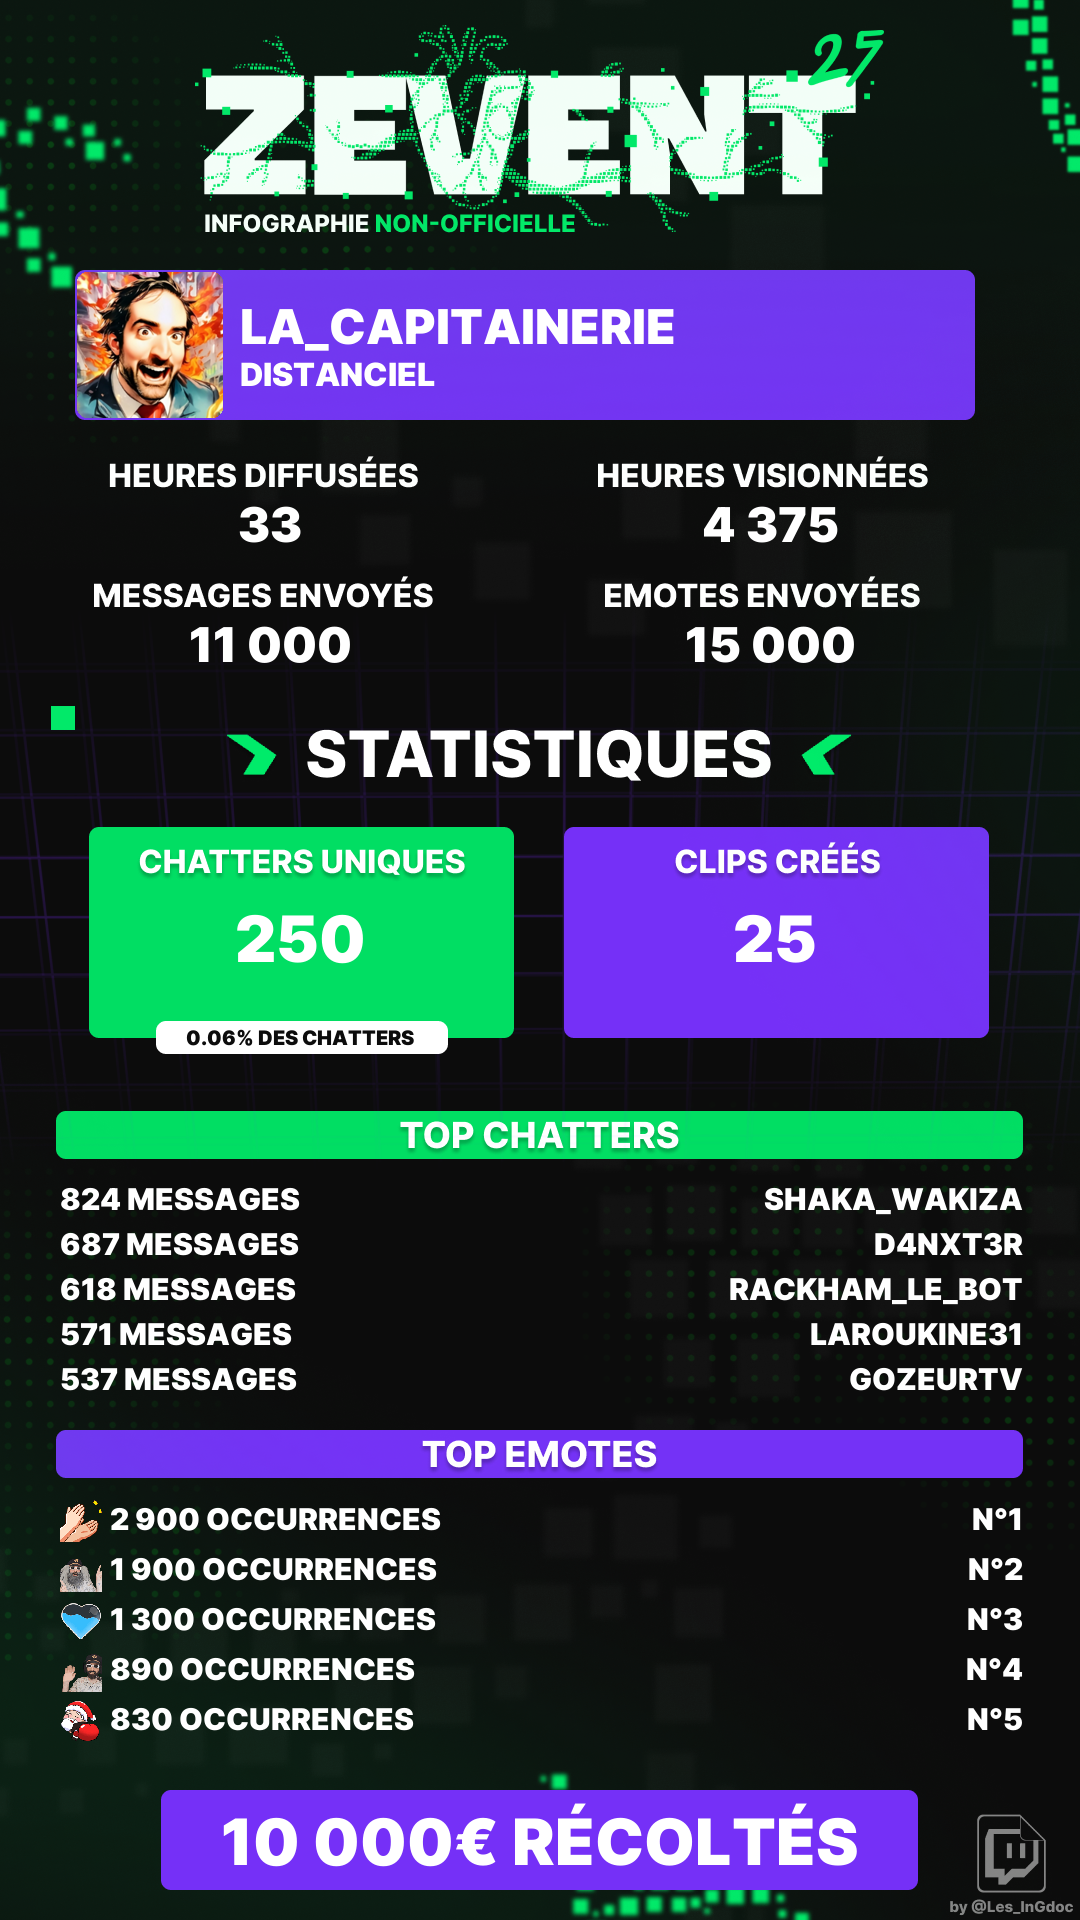 ZEVENT 25
INFOGRAPHIE NON-OFFICIELLE
LA_CAPITAINERIE
DISTANCIEL
HEURES DIFFUSÉES
33
HEURES VISIONNÉES
4 375
MESSAGES ENVOYÉS
11 000
EMOTES ENVOYÉES
15 000
STATISTIQUES
CHATTERS UNIQUES
250
0.06% DES CHATTERS
CLIPS CRÉÉS
25
TOP CHATTERS
824 MESSAGES SHAKA_WAKIZA
687 MESSAGES D4NXT3R
618 MESSAGES RACKHAM_LE_BOT
571 MESSAGES LAROUKINE31
537 MESSAGES GOZEURTV
TOP EMOTES
2 900 OCCURRENCES N°1
1 900 OCCURRENCES N°2
1 300 OCCURRENCES N°3
890 OCCURRENCES N°4
830 OCCURRENCES N°5
10 000€ RÉCOLTÉS
by @Les_InGdoc